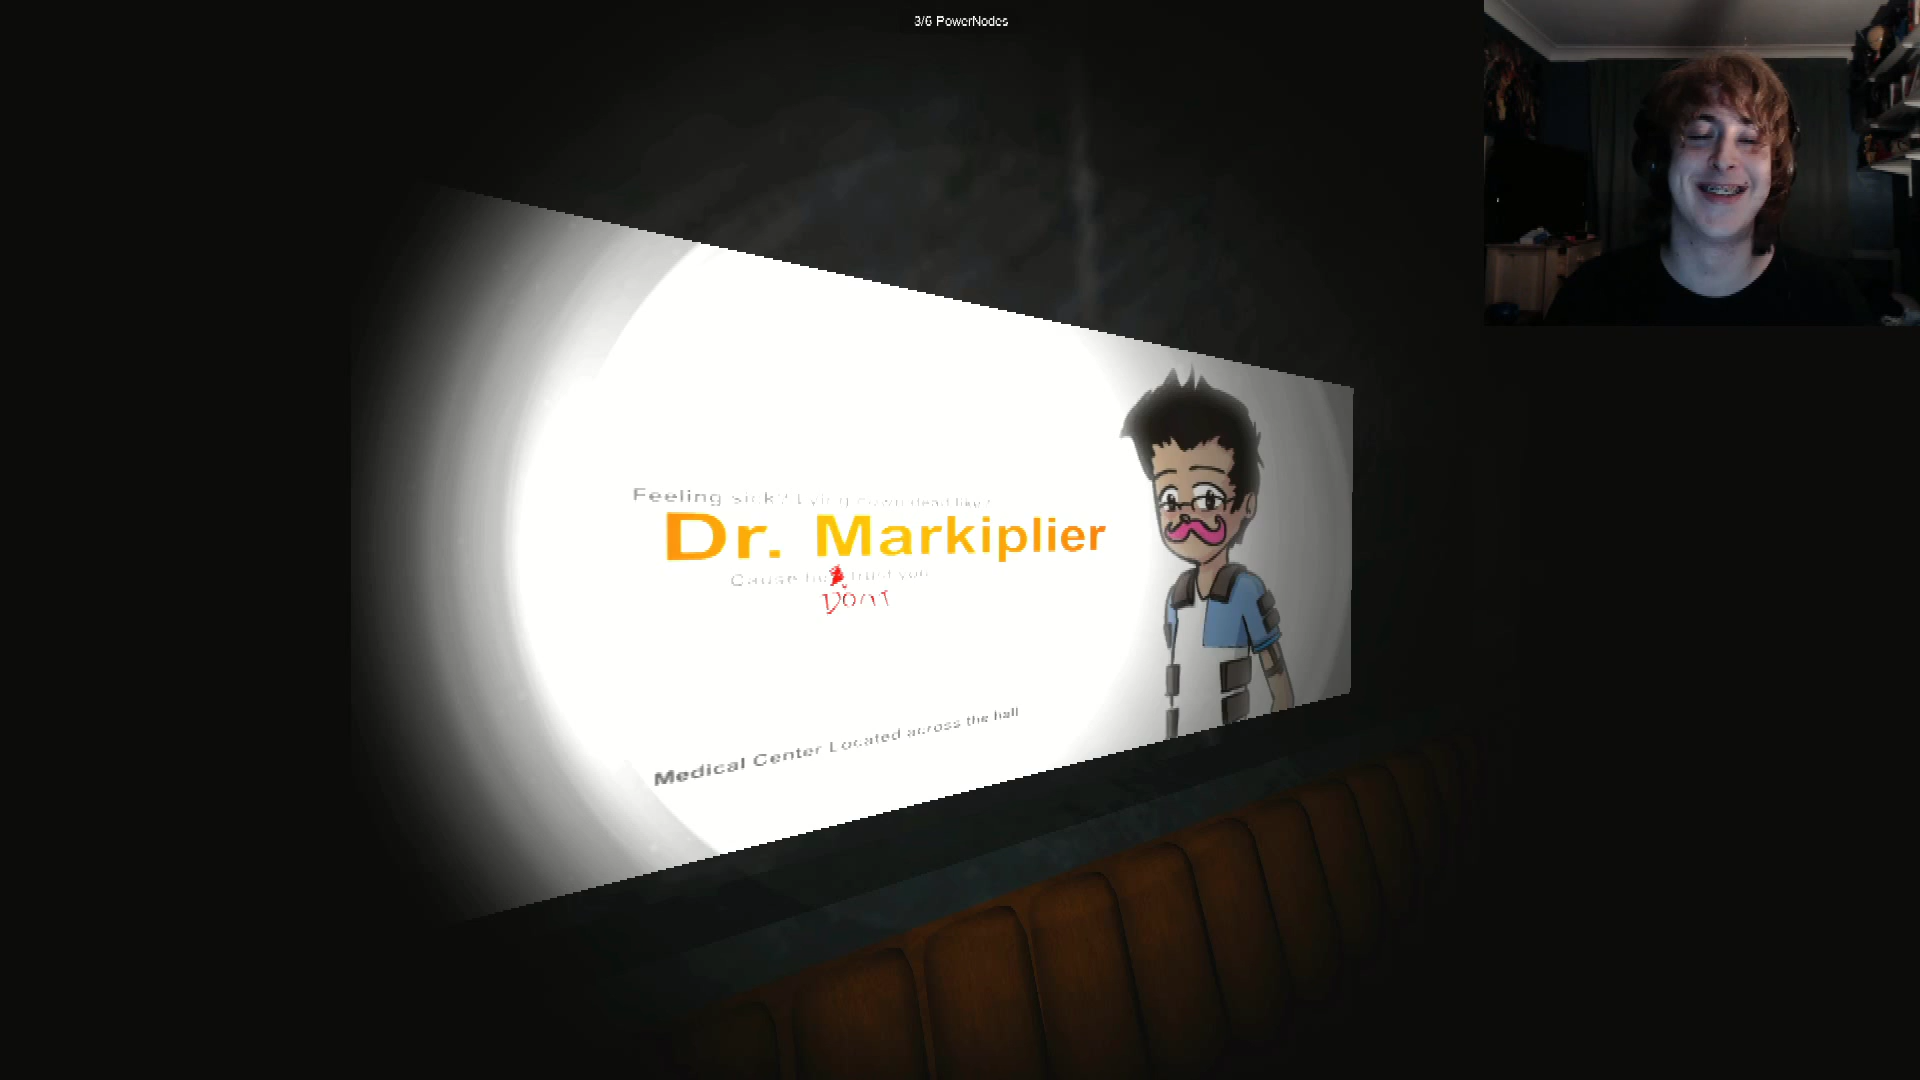 3/6 PowerNodes
Feeling sick? Lying down dead like?
Dr. Markiplier
Cause he trust you
Dont
Medical Center Located across the hall